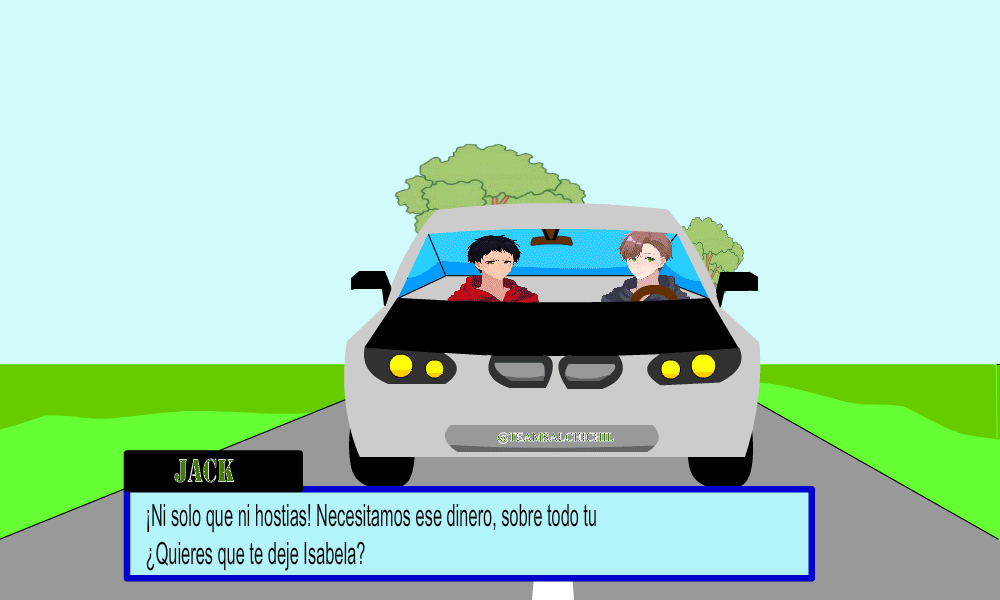 JACK
¡Ni solo que ni hostias! Necesitamos ese dinero, sobre todo tu
¿Quieres que te deje Isabela?